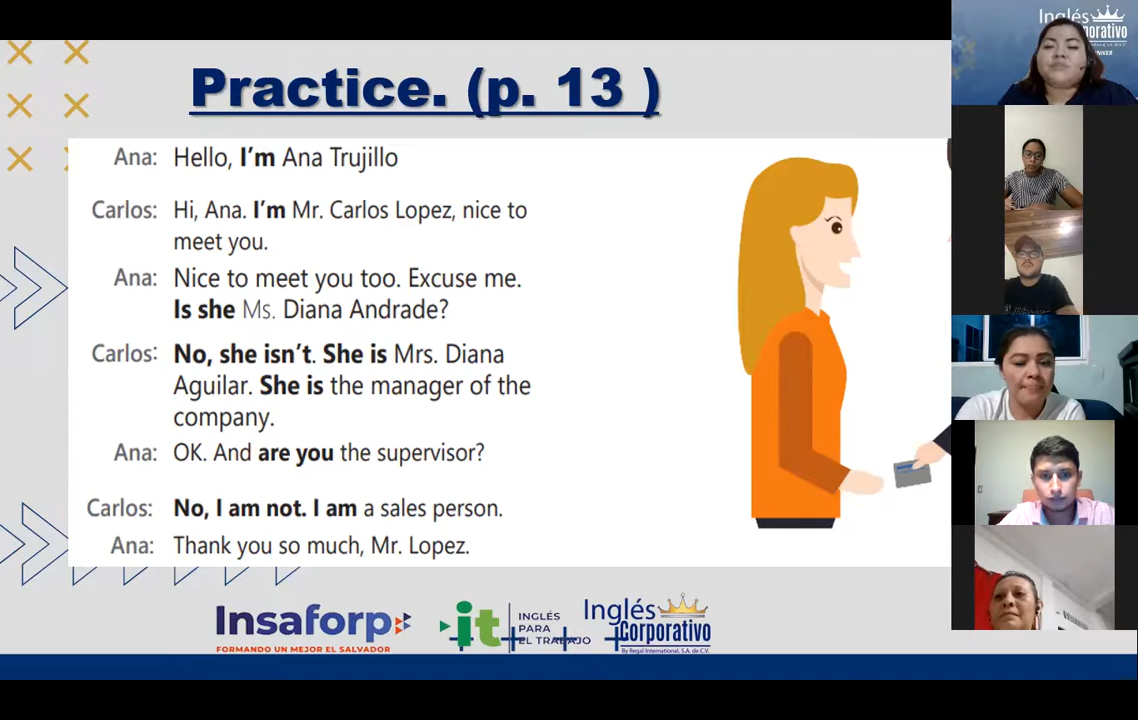 Practice. (p. 13 )
Ana: Hello, I'm Ana Trujillo
Carlos: Hi, Ana. I'm Mr. Carlos Lopez, nice to
meet you.
Ana: Nice to meet you too. Excuse me.
Is she Ms. Diana Andrade?
Carlos: No, she isn't. She is Mrs. Diana
Aguilar. She is the manager of the
company.
Ana: OK. And are you the supervisor?
Carlos: No, I am not. I am a sales person.
Ana: Thank you so much, Mr. Lopez.
Insaforp
FORMANDO UN MEJOR EL SALVADOR
it
INGLÉS
PARA
EL TRABAJO
Inglés
Corporativo
By Regal International, S.A. de C.V.
Inglés